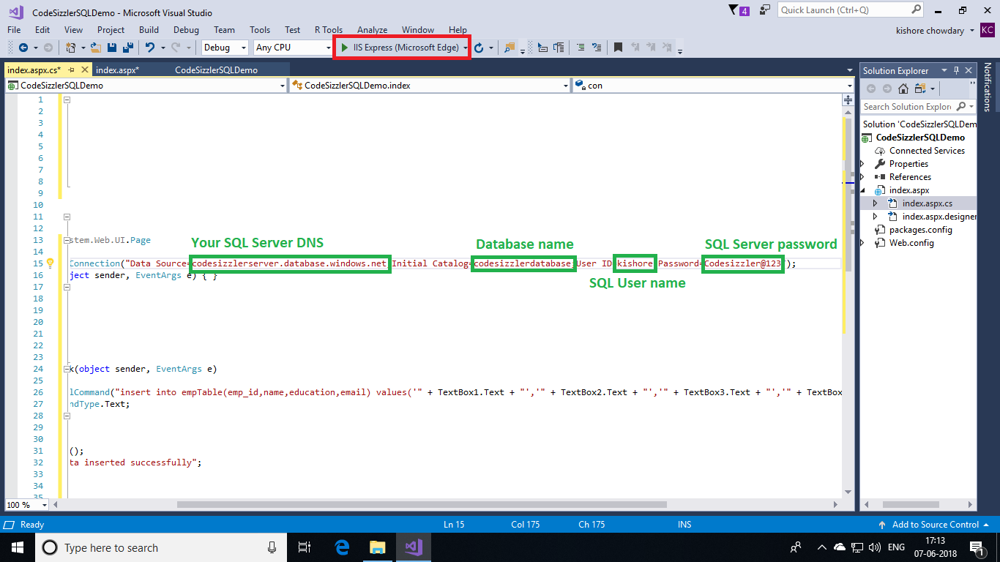 CodeSizzlerSQLDemo - Microsoft Visual Studio
4
Quick Launch (Ctrl+Q)
File Edit View Project Build Debug Team Tools Test R Tools Analyze Window Help
kishore chowdary
KC
Debug Any CPU IIS Express (Microsoft Edge)
index.aspx.cs* index.aspx* CodeSizzlerSQLDemo
CodeSizzlerSQLDemo CodeSizzlerSQLDemo.index con
1
2
3
4
5
6
7
8
9
10
11
12
13 stem.Web.UI.Page
Your SQL Server DNS Database name SQL Server password
14
15 Connection("Data Source=codesizzlerserver.database.windows.net Initial Catalog=codesizzlerdatabase;User ID kishore Password=Codesizzler@123");
16 ject sender, EventArgs e) { }
SQL User name
17
18
19
20
21
22
23
24 k(object sender, EventArgs e)
25
26 lCommand("insert into empTable(emp_id,name,education,email) values('" + TextBox1.Text + "','" + TextBox2.Text + "','" + TextBox3.Text + "','" + TextBox
27 ndType.Text;
28
29
30
31 ();
32 ta inserted successfully";
33
34
35
100 %
Solution Explorer
Search Solution Explore
Solution 'CodeSizzlerSQLDem
CodeSizzlerSQLDemo
Connected Services
Properties
References
index.aspx
index.aspx.cs
index.aspx.designer
packages.config
Web.config
Notifications
Ready Ln 15 Col 175 Ch 175 INS Add to Source Control
Type here to search
ENG
17:13
07-06-2018
1